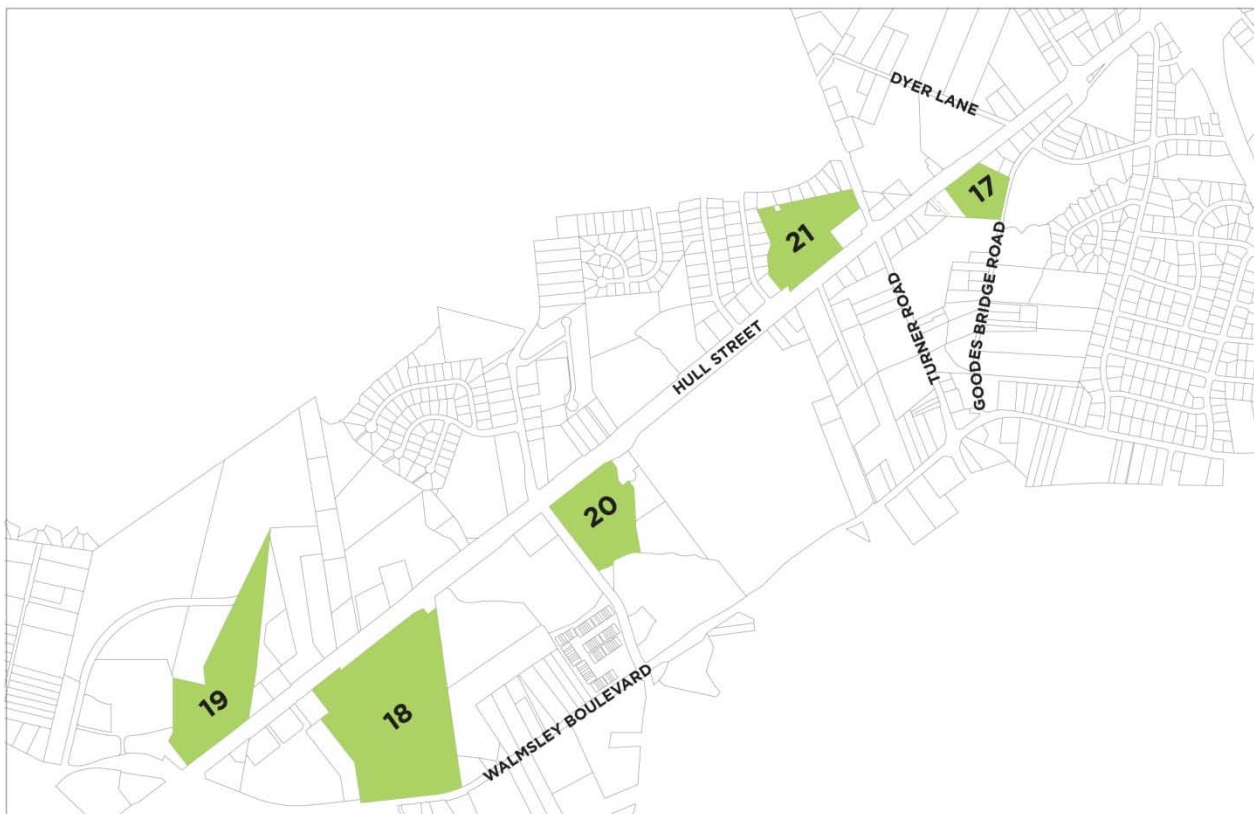 DYER LANE
17
21
GOODES BRIDGE ROAD
TURNER ROAD
HULL STREET
20
19
18
WALMSLEY BOULEVARD